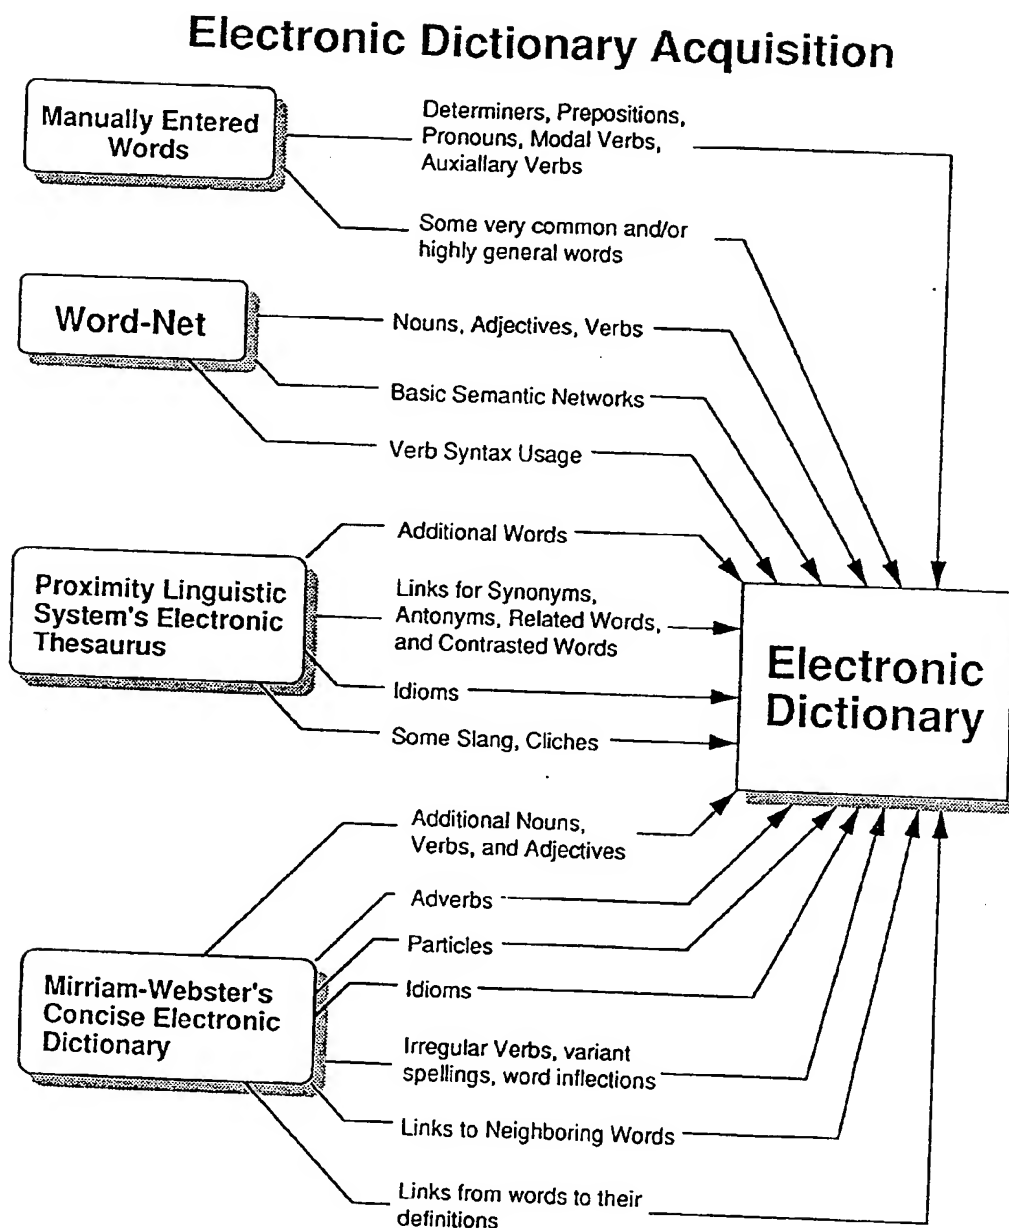 Electronic Dictionary Acquisition
Manually Entered
Words
Determiners, Prepositions,
Pronouns, Modal Verbs,
Auxiallary Verbs
Some very common and/or
highly general words
Word-Net
Nouns, Adjectives, Verbs
Basic Semantic Networks
Verb Syntax Usage
Proximity Linguistic
System's Electronic
Thesaurus
Additional Words
Links for Synonyms,
Antonyms, Related Words,
and Contrasted Words
Idioms
Some Slang, Cliches
Electronic
Dictionary
Mirriam-Webster's
Concise Electronic
Dictionary
Additional Nouns,
Verbs, and Adjectives
Adverbs
Particles
Idioms
Irregular Verbs, variant
spellings, word inflections
Links to Neighboring Words
Links from words to their
definitions